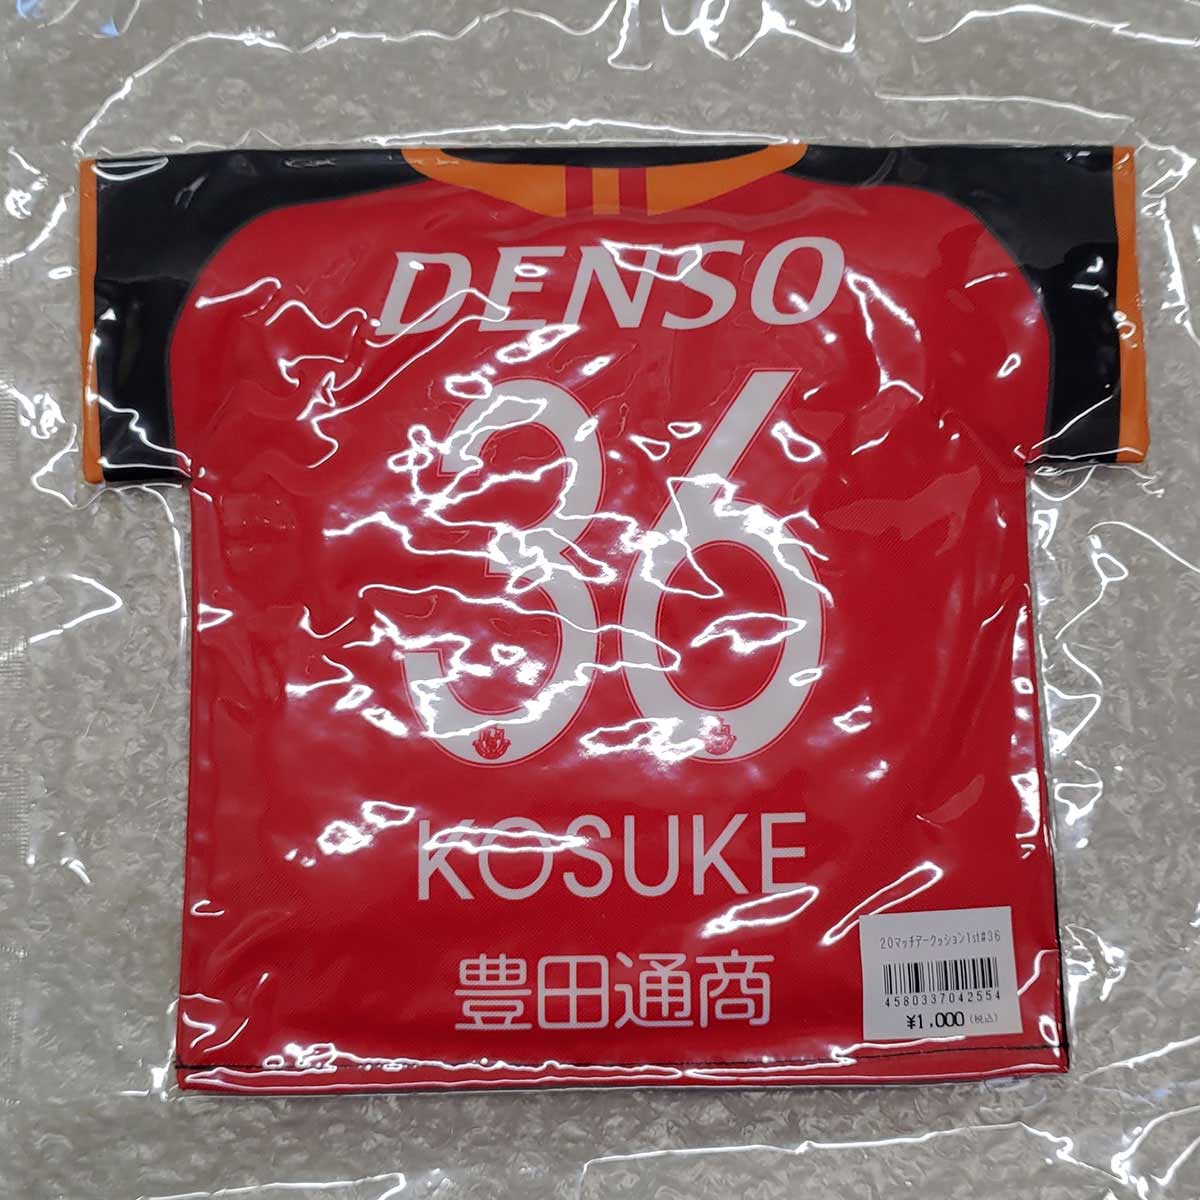 DENSO
36
KOSUKE
豊田通商
20マッチデークッション1st#36
4580337042554
¥1,000(税込)